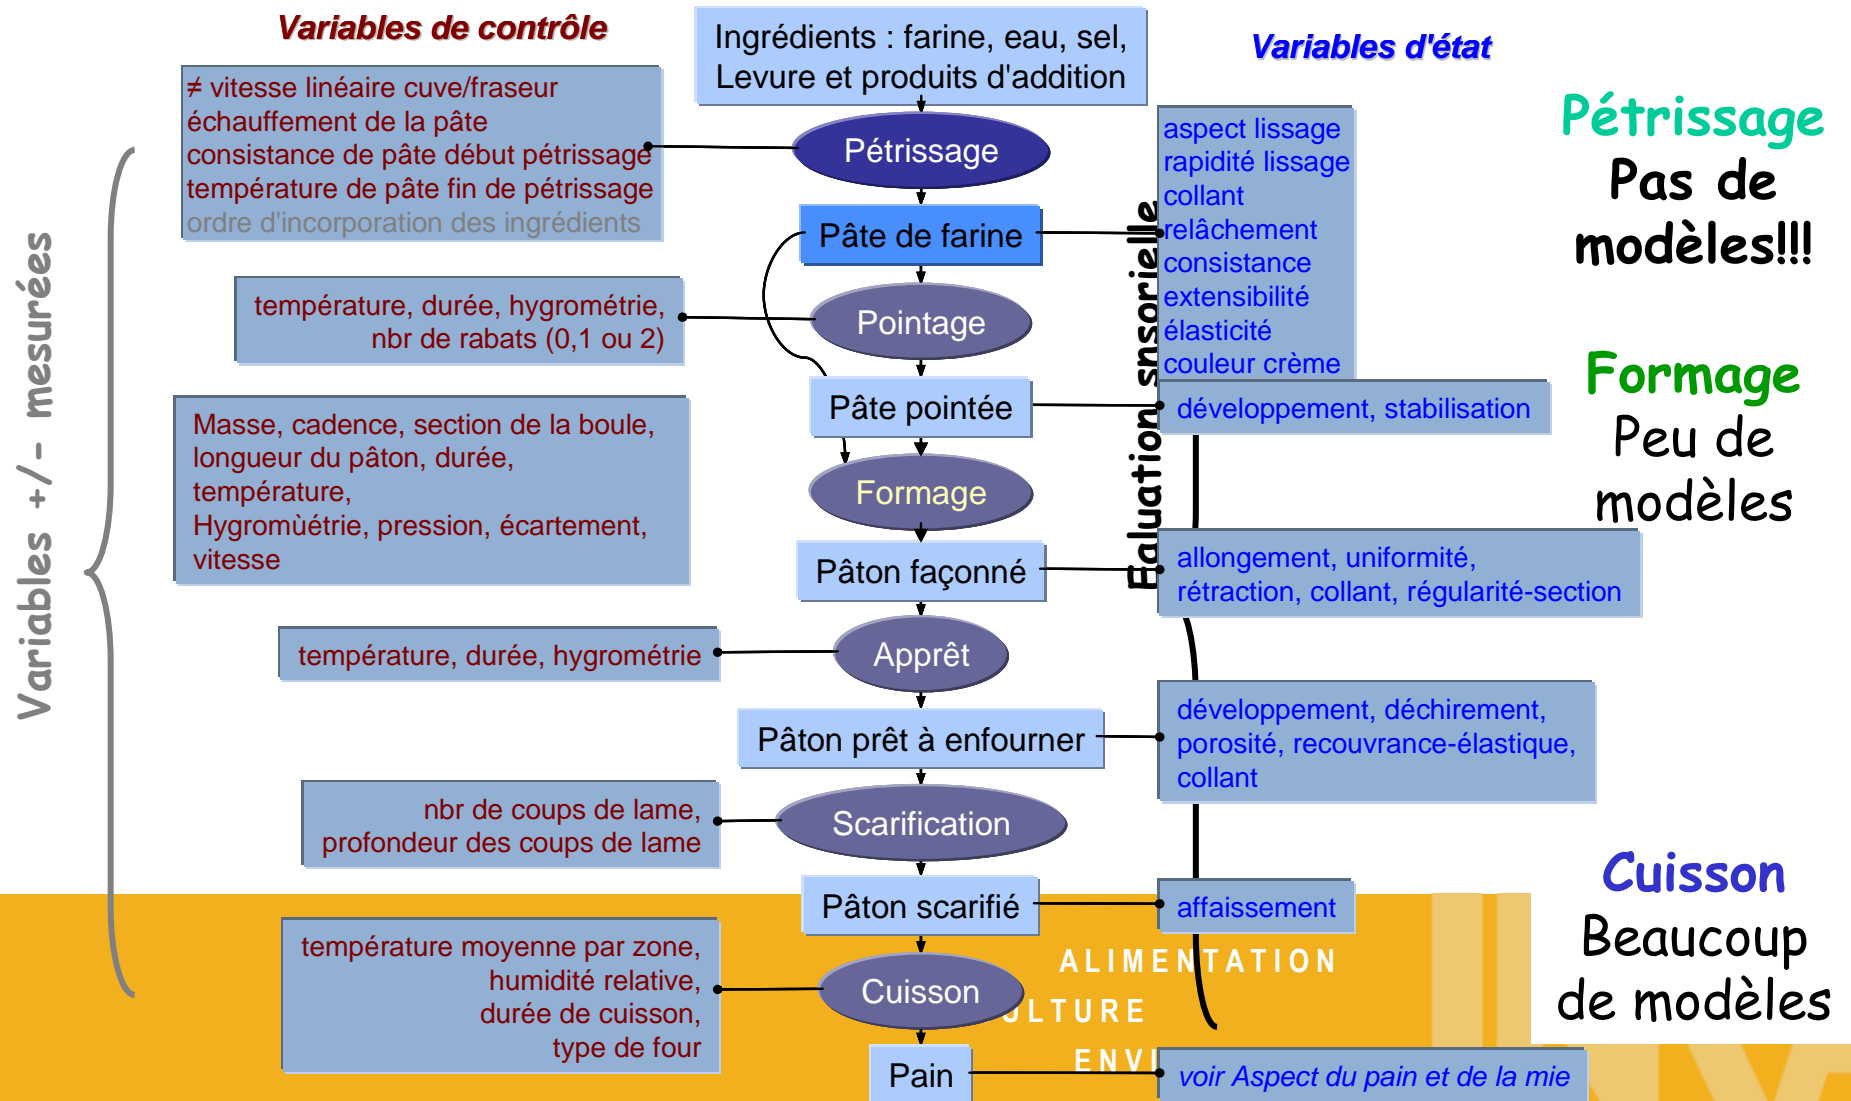 Variables de contrôle
Ingrédients : farine, eau, sel,
Levure et produits d'addition
Variables d'état
≠ vitesse linéaire cuve/fraseur
échauffement de la pâte
consistance de pâte début pétrissage
température de pâte fin de pétrissage
ordre d'incorporation des ingrédients
Pétrissage
aspect lissage
rapidité lissage
collant
relâchement
consistance
extensibilité
élasticité
couleur crème
Pétrissage
Pas de
modèles!!!
Variables +/- mesurées
Pâte de farine
Ealuation snsorielle
température, durée, hygrométrie,
nbr de rabats (0,1 ou 2)
Pointage
Pâte pointée
développement, stabilisation
Formage
Peu de
modèles
Masse, cadence, section de la boule,
longueur du pâton, durée,
température,
Hygromùétrie, pression, écartement,
vitesse
Formage
Pâton façonné
allongement, uniformité,
rétraction, collant, régularité-section
température, durée, hygrométrie
Apprêt
Pâton prêt à enfourner
développement, déchirement,
porosité, recouvrance-élastique,
collant
nbr de coups de lame,
profondeur des coups de lame
Scarification
Pâton scarifié
affaissement
Cuisson
Beaucoup
de modèles
température moyenne par zone,
humidité relative,
durée de cuisson,
type de four
Cuisson
ALIMENTATION
ULTURE
ENVI
Pain
voir Aspect du pain et de la mie